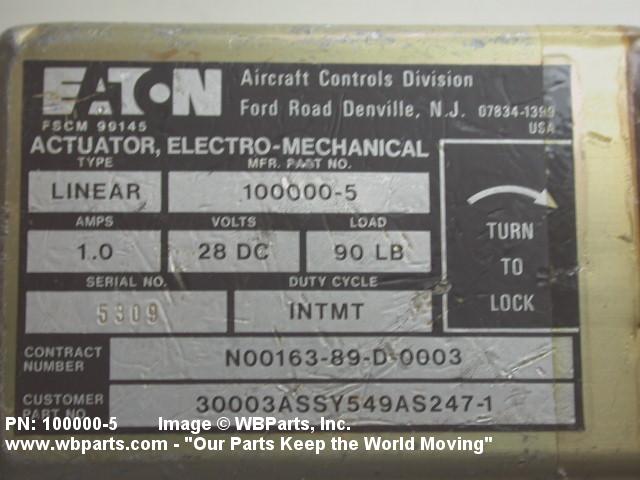 EATON
Aircraft Controls Division
Ford Road Denville, N.J. 07834-1399
USA
FSCM 99145
ACTUATOR, ELECTRO-MECHANICAL
TYPE MFR. PART NO.
LINEAR 100000-5
AMPS VOLTS LOAD
1.0 28 DC 90 LB
SERIAL NO. DUTY CYCLE
5309 INTMT
TURN
TO
LOCK
CONTRACT
NUMBER
N00163-89-D-0003
CUSTOMER
PART NO.
30003ASSY549AS247-1
PN: 100000-5 Image © WBParts, Inc.
www.wbparts.com - "Our Parts Keep the World Moving"